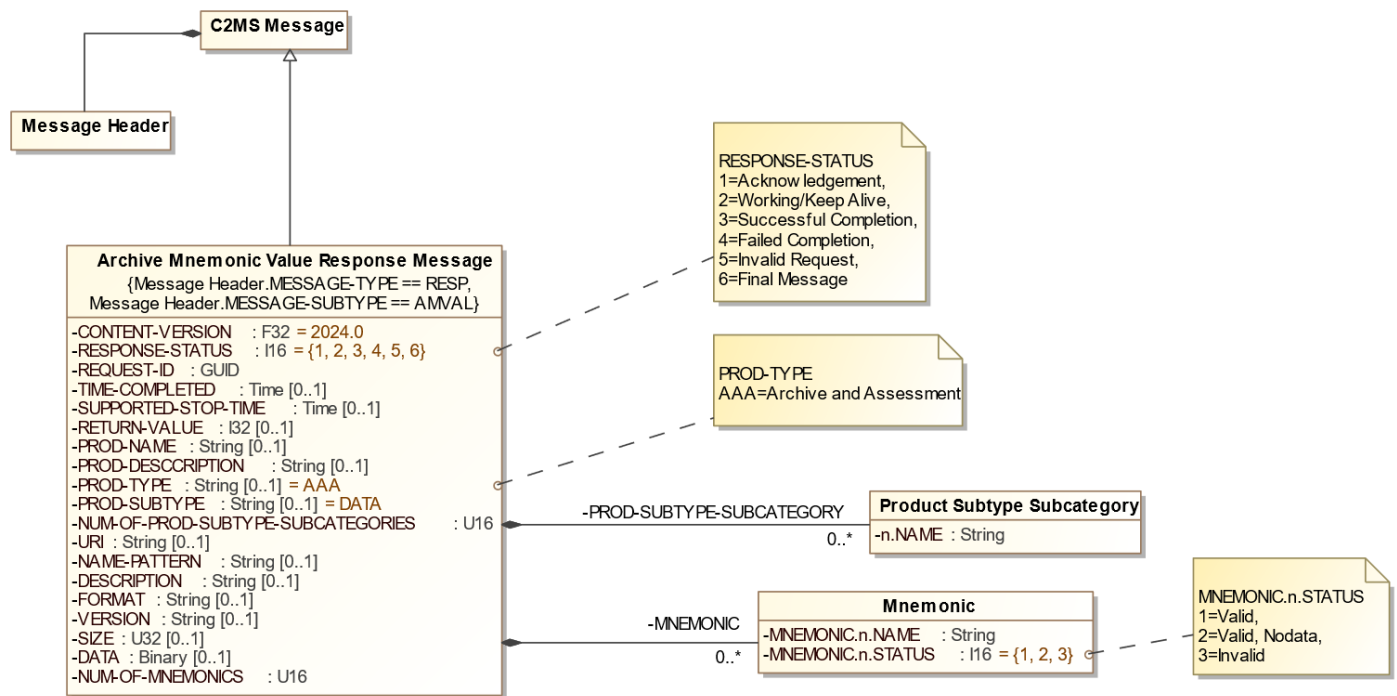 C2MS Message
Message Header
RESPONSE-STATUS
1=Acknowledgement,
2=Working/Keep Alive,
3=Successful Completion,
4=Failed Completion,
5=Invalid Request,
6=Final Message
Archive Mnemonic Value Response Message
{Message Header.MESSAGE-TYPE == RESP,
Message Header.MESSAGE-SUBTYPE == AMVAL}
-CONTENT-VERSION : F32 = 2024.0
-RESPONSE-STATUS : I16 = {1, 2, 3, 4, 5, 6}
-REQUEST-ID : GUID
-TIME-COMPLETED : Time [0..1]
-SUPPORTED-STOP-TIME : Time [0..1]
-RETURN-VALUE : I32 [0..1]
-PROD-NAME : String [0..1]
-PROD-DESCCRIPTION : String [0..1]
-PROD-TYPE : String [0..1] = AAA
-PROD-SUBTYPE : String [0..1] = DATA
-NUM-OF-PROD-SUBTYPE-SUBCATEGORIES : U16
-URI : String [0..1]
-NAME-PATTERN : String [0..1]
-DESCRIPTION : String [0..1]
-FORMAT : String [0..1]
-VERSION : String [0..1]
-SIZE : U32 [0..1]
-DATA : Binary [0..1]
-NUM-OF-MNEMONICS : U16
PROD-TYPE
AAA=Archive and Assessment
-PROD-SUBTYPE-SUBCATEGORY
0..*
Product Subtype Subcategory
-n.NAME : String
-MNEMONIC
0..*
Mnemonic
-MNEMONIC.n.NAME : String
-MNEMONIC.n.STATUS : I16 = {1, 2, 3}
MNEMONIC.n.STATUS
1=Valid,
2=Valid, Nodata,
3=Invalid